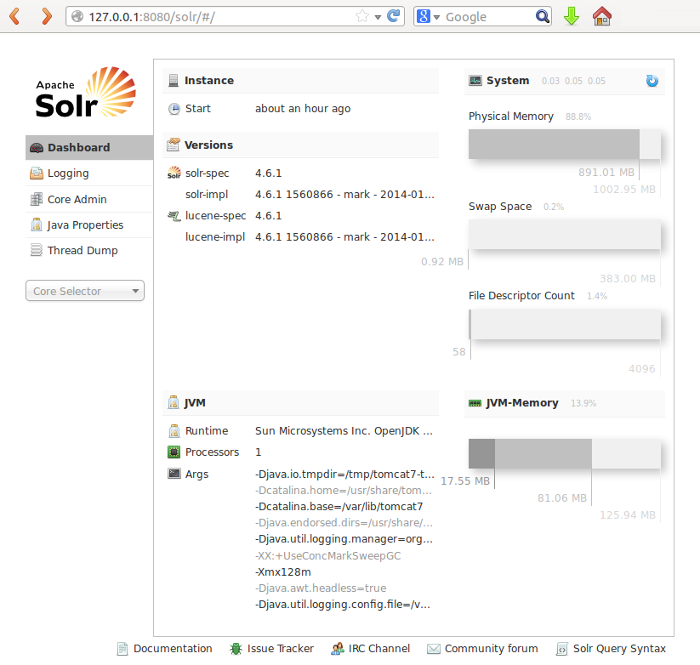 127.0.0.1:8080/solr/#/
Google
Apache
Solr
Dashboard
Logging
Core Admin
Java Properties
Thread Dump
Core Selector
Instance
Start about an hour ago
Versions
solr-spec 4.6.1
solr-impl 4.6.1 1560866 - mark - 2014-01...
lucene-spec 4.6.1
lucene-impl 4.6.1 1560866 - mark - 2014-01...
System 0.03 0.05 0.05
Physical Memory 88.8%
891.01 MB
1002.95 MB
Swap Space 0.2%
0.92 MB
383.00 MB
File Descriptor Count 1.4%
58
4096
JVM
Runtime Sun Microsystems Inc. OpenJDK ...
Processors 1
Args -Djava.io.tmpdir=/tmp/tomcat7-t...
-Dcatalina.home=/usr/share/tom...
-Dcatalina.base=/var/lib/tomcat7
-Djava.endorsed.dirs=/usr/share/...
-Djava.util.logging.manager=org...
-XX:+UseConcMarkSweepGC
-Xmx128m
-Djava.awt.headless=true
-Djava.util.logging.config.file=/v...
JVM-Memory 13.9%
17.55 MB
81.06 MB
125.94 MB
Documentation Issue Tracker IRC Channel Community forum Solr Query Syntax